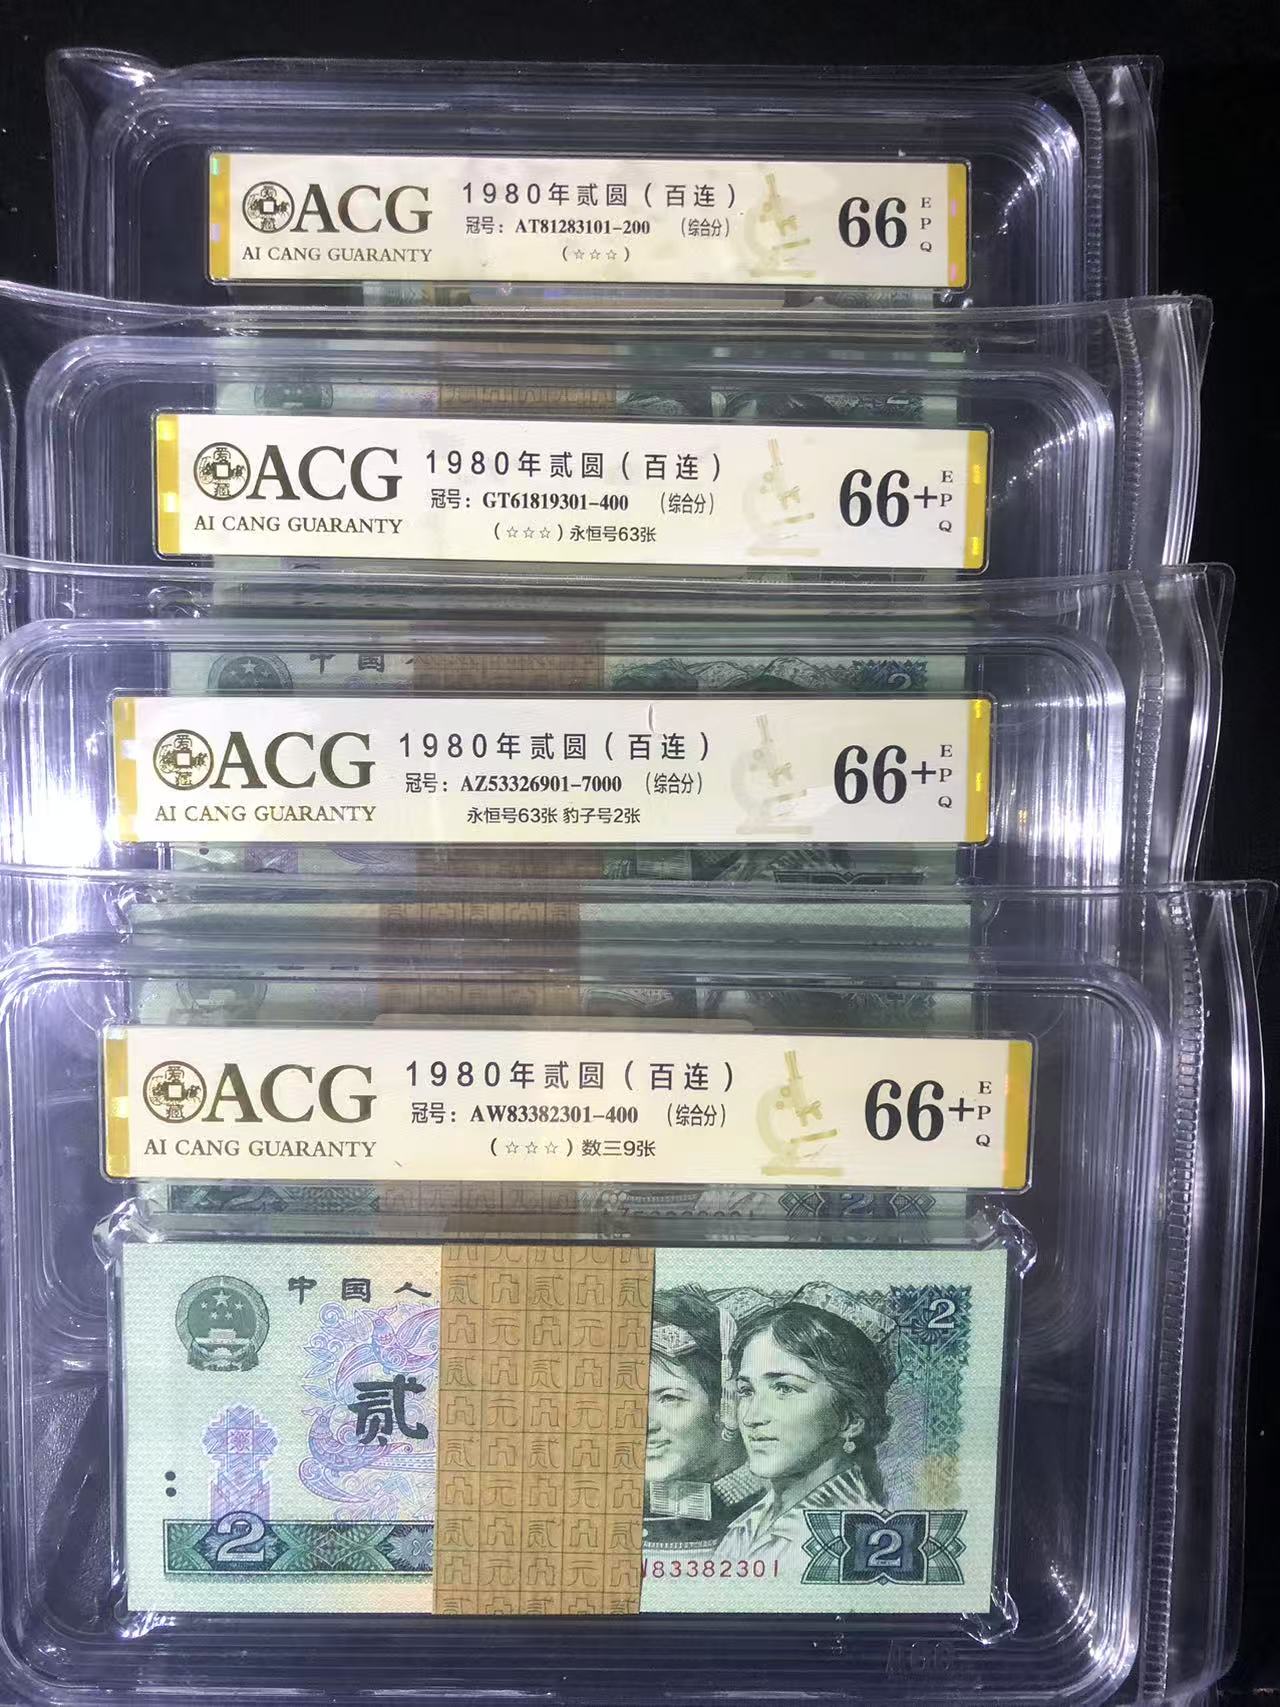 ACG
AI CANG GUARANTY
1980年贰圆（百连）
冠号：AT81283101-200 （综合分）
（☆☆☆）
66
EPQ
ACG
AI CANG GUARANTY
1980年贰圆（百连）
冠号：GT61819301-400 （综合分）
（☆☆☆）永恒号63张
66+
EPQ
中国
2
ACG
AI CANG GUARANTY
1980年贰圆（百连）
冠号：AZ53326901-7000 （综合分）
永恒号63张 豹子号2张
66+
EPQ
ACG
AI CANG GUARANTY
1980年贰圆（百连）
冠号：AW83382301-400 （综合分）
（☆☆☆）数三9张
66+
EPQ
中国人
2
贰
2
83382301
2